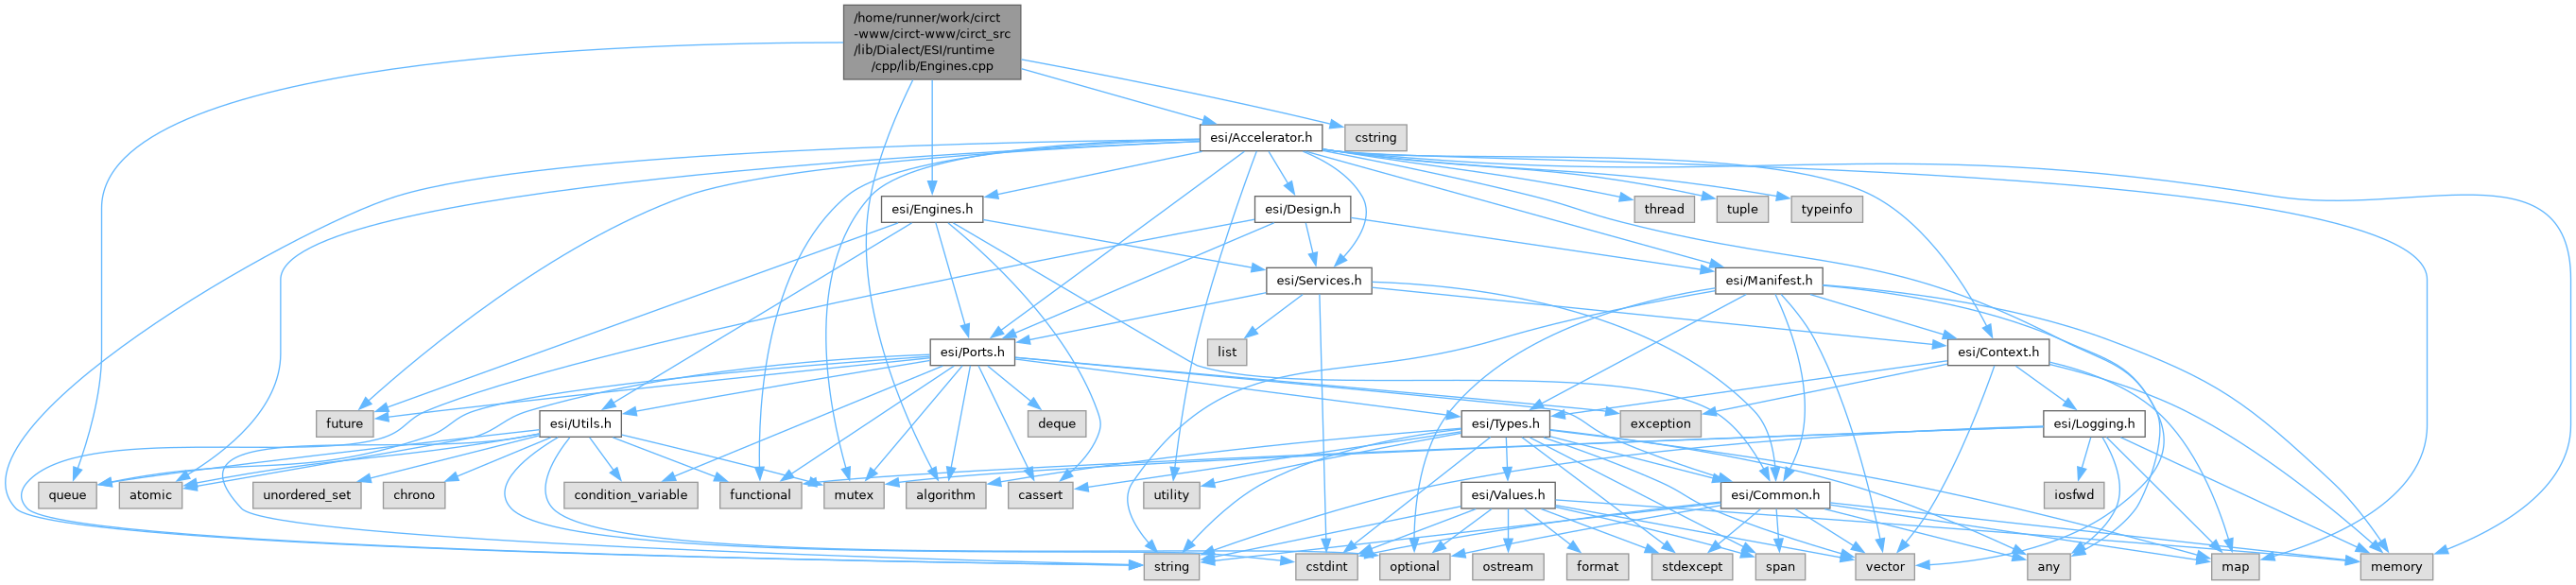 /home/runner/work/circt
-www/circt-www/circt_src
/lib/Dialect/ESI/runtime
/cpp/lib/Engines.cpp
esi/Accelerator.h
cstring
esi/Engines.h
esi/Design.h
thread
tuple
typeinfo
esi/Services.h
esi/Manifest.h
esi/Ports.h
list
esi/Context.h
future
esi/Utils.h
deque
esi/Types.h
exception
esi/Logging.h
queue
atomic
unordered_set
chrono
condition_variable
functional
mutex
algorithm
cassert
utility
esi/Values.h
esi/Common.h
iosfwd
string
cstdint
optional
ostream
format
stdexcept
span
vector
any
map
memory